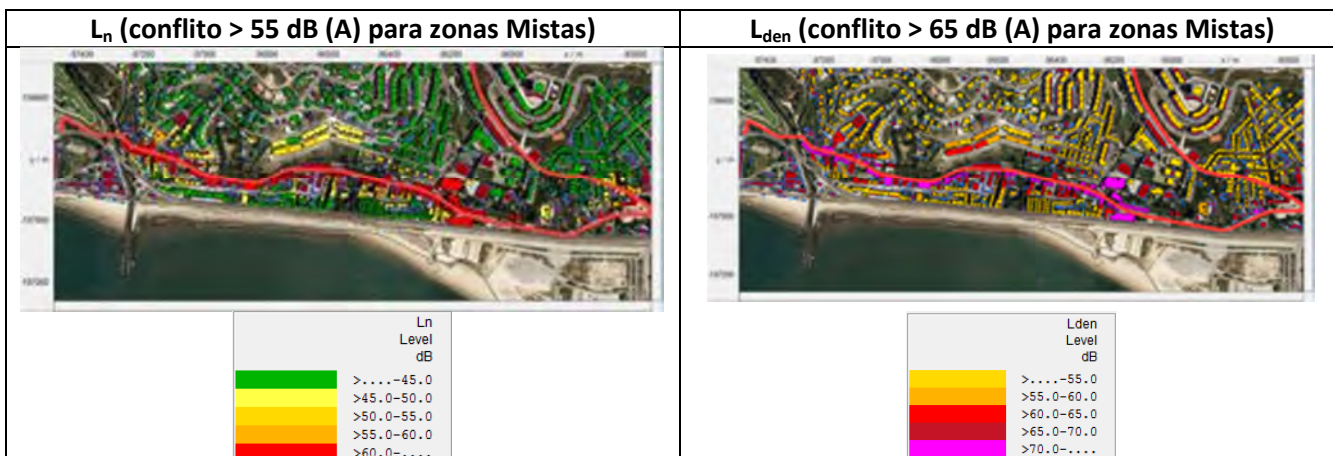 Ln (conflito > 55 dB (A) para zonas Mistas)
Lden (conflito > 65 dB (A) para zonas Mistas)
Ln
Level
dB
>....-45.0
>45.0-50.0
>50.0-55.0
>55.0-60.0
>60.0-....
Lden
Level
dB
>....-55.0
>55.0-60.0
>60.0-65.0
>65.0-70.0
>70.0-....